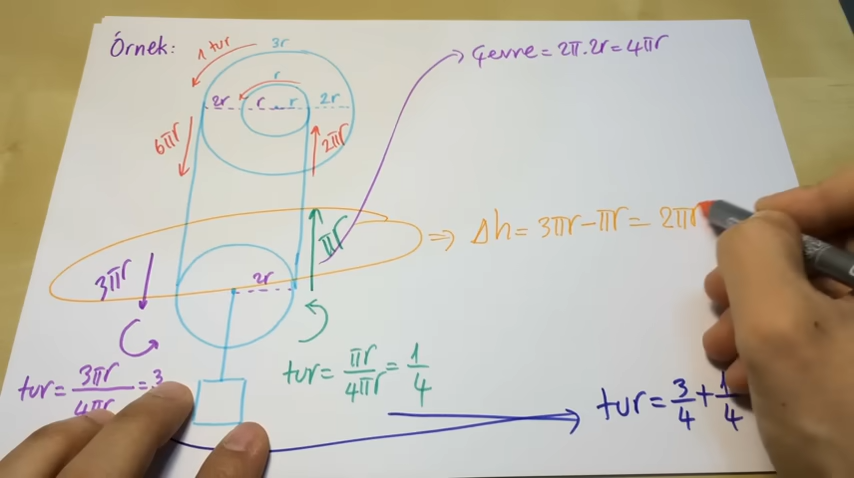 Örnek:
1 tur
3r
Çevre = 2π.2r = 4πr
r
2r r r 2r
6πr
2πr
πr
⇒ Δh = 3πr - πr = 2πr
3πr
2r
tur = 3πr/4πr = 3
tur = πr/4πr = 1/4
tur = 3/4 + 1/4